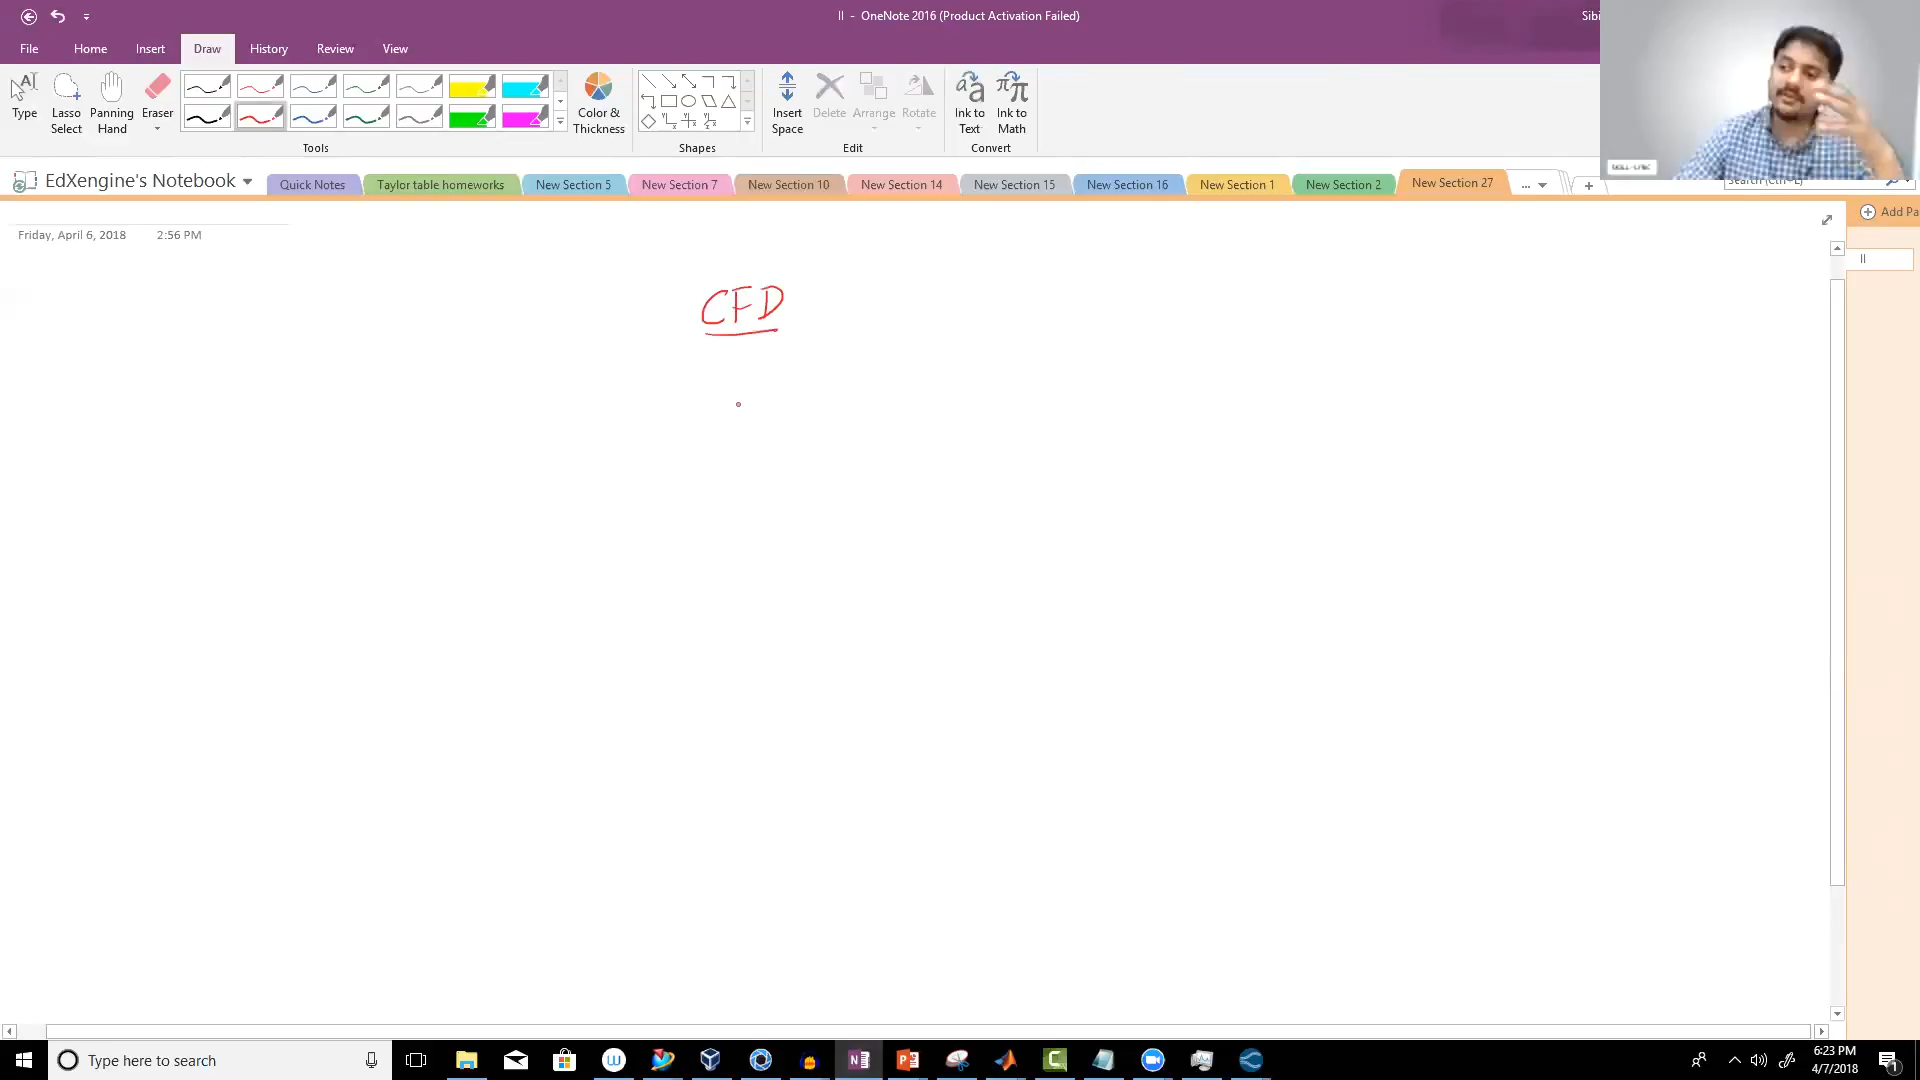 II - OneNote 2016 (Product Activation Failed)
Sibi
File Home Insert Draw History Review View
Type
Lasso Select
Panning Hand
Eraser
Color & Thickness
Insert Space
Delete
Arrange
Rotate
Ink to Text
Ink to Math
Tools
Shapes
Edit
Convert
EdXengine's Notebook
Quick Notes
Taylor table homeworks
New Section 5
New Section 7
New Section 10
New Section 14
New Section 15
New Section 16
New Section 1
New Section 2
New Section 27
...
Search (Ctrl+E)
Add Pa
Friday, April 6, 2018 2:56 PM
II
CFD
Type here to search
6:23 PM
4/7/2018
1